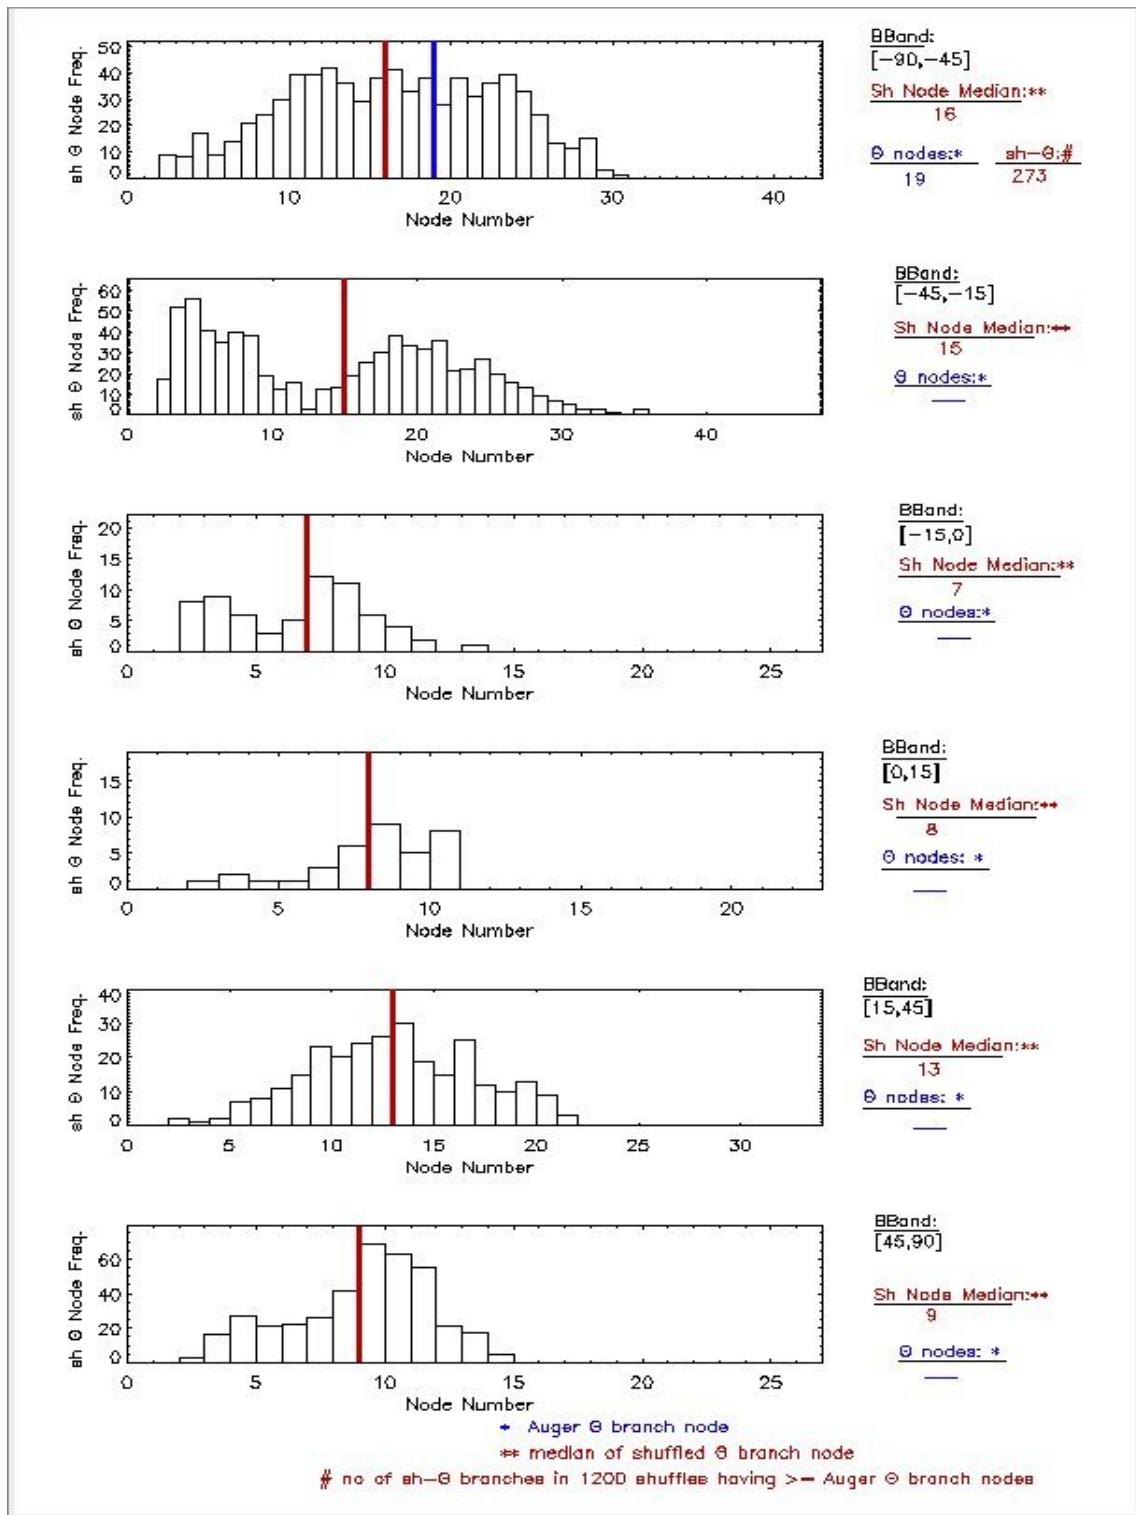 sh Θ Node Freq.
50
40
30
20
10
0
0 10 20 30 40
Node Number
BBand:
[−90,−45]
Sh Node Median:**
16
Θ nodes:* sh−Θ:#
19 273
sh Θ Node Freq.
60
50
40
30
20
10
0
0 10 20 30 40
Node Number
BBand:
[−45,−15]
Sh Node Median:**
15
Θ nodes:*
sh Θ Node Freq.
20
15
10
5
0
0 5 10 15 20 25
Node Number
BBand:
[−15,0]
Sh Node Median:**
7
Θ nodes:*
sh Θ Node Freq.
15
10
5
0
0 5 10 15 20
Node Number
BBand:
[0,15]
Sh Node Median:**
8
Θ nodes: *
sh Θ Node Freq.
40
30
20
10
0
0 5 10 15 20 25 30
Node Number
BBand:
[15,45]
Sh Node Median:**
13
Θ nodes: *
sh Θ Node Freq.
60
40
20
0
0 5 10 15 20 25
Node Number
BBand:
[45,90]
Sh Node Median:**
9
Θ nodes: *
* Auger Θ branch node
** median of shuffled Θ branch node
# no of sh−Θ branches in 1200 shuffles having >= Auger Θ branch nodes